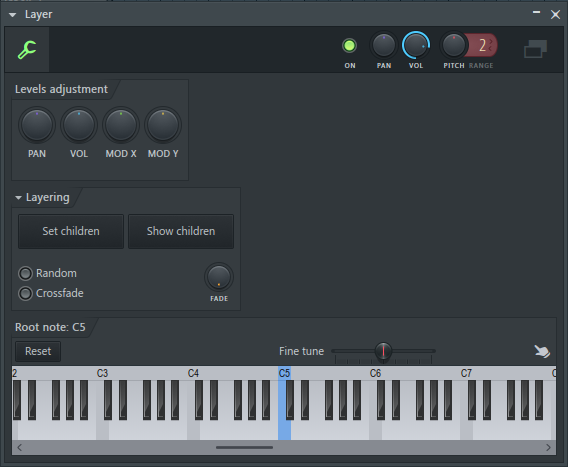 Layer
2
ON
PAN
VOL
PITCH
RANGE
Levels adjustment
PAN
VOL
MOD X
MOD Y
Layering
Set children
Show children
Random
Crossfade
FADE
Root note: C5
Reset
Fine tune
2
C3
C4
C5
C6
C7